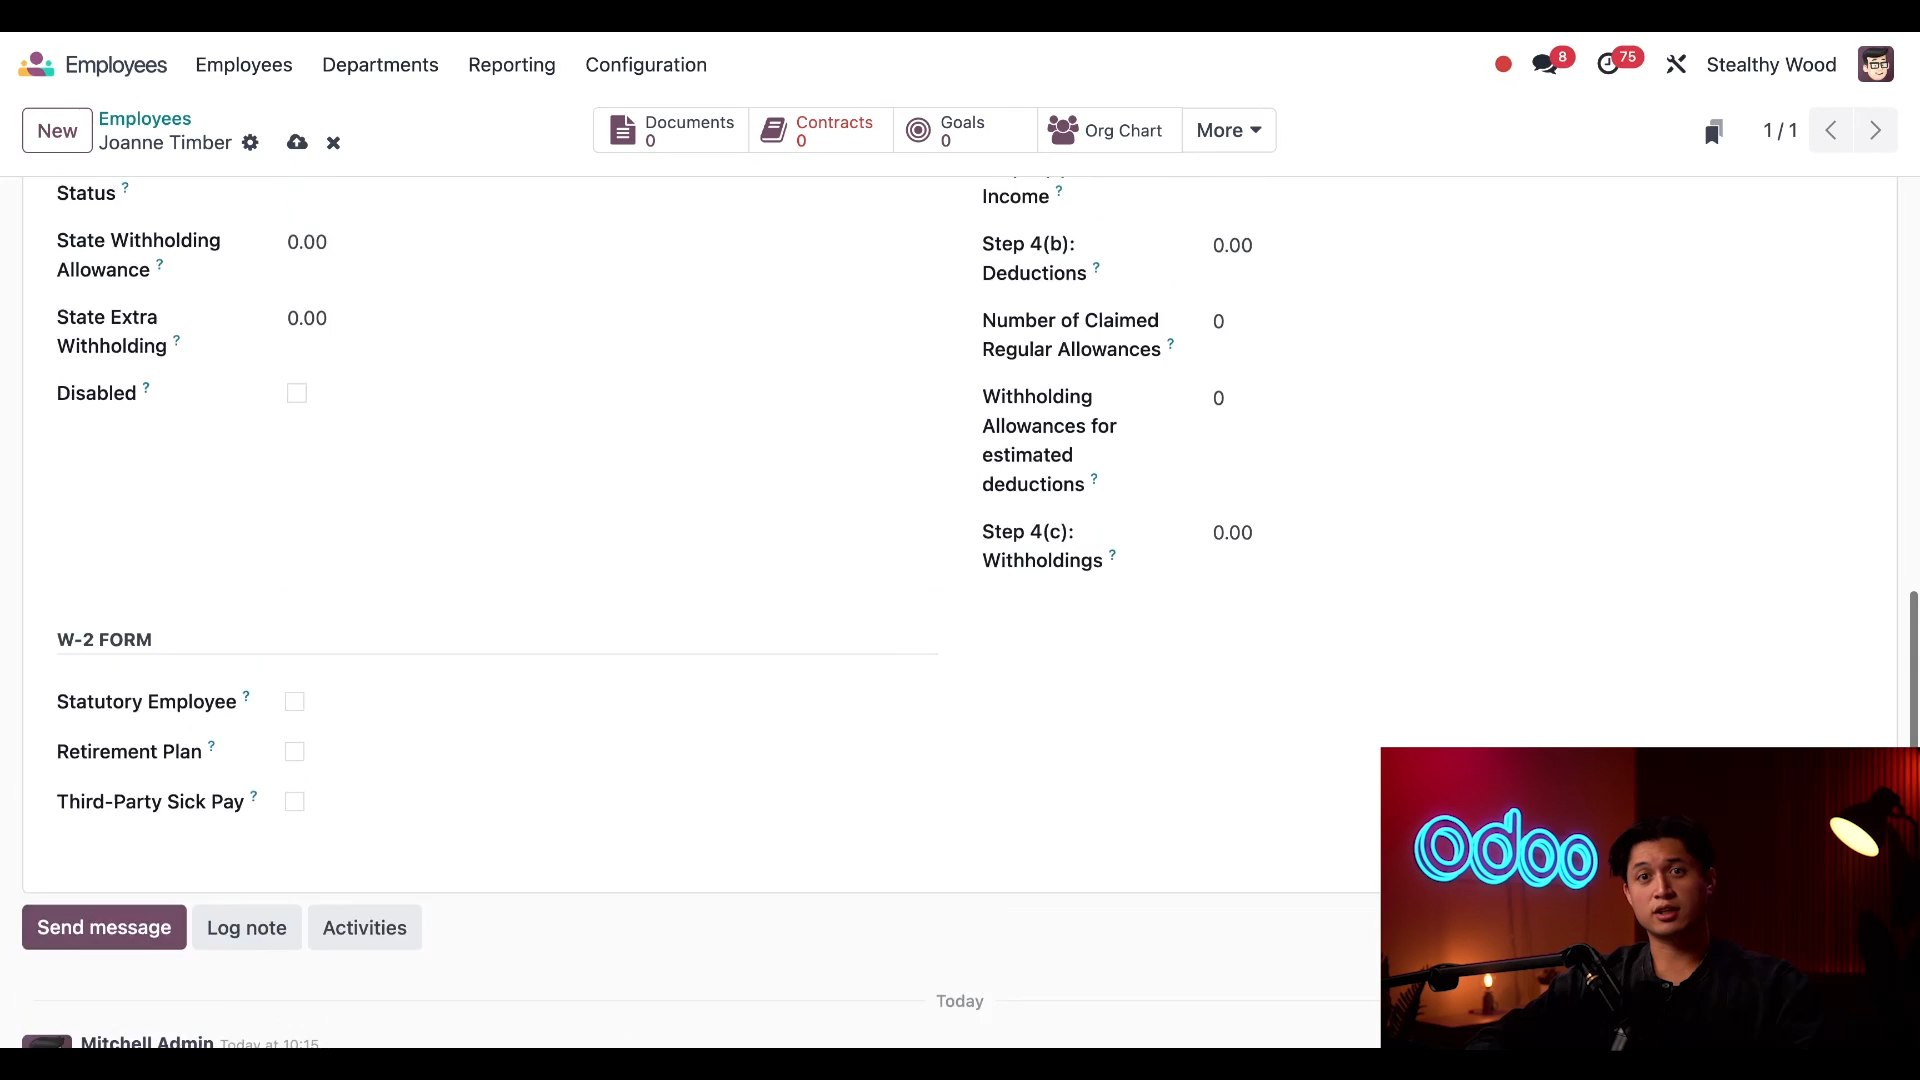 Employees Employees Departments Reporting Configuration 8 75 Stealthy Wood
New Employees Documents 0 Contracts 0 Goals 0 Org Chart More 1 / 1
Joanne Timber
Status ?
State Withholding Allowance ? 0.00
State Extra Withholding ? 0.00
Disabled ?
Income ?
Step 4(b): Deductions ? 0.00
Number of Claimed Regular Allowances ? 0
Withholding Allowances for estimated deductions ? 0
Step 4(c): Withholdings ? 0.00
W-2 FORM
Statutory Employee ?
Retirement Plan ?
Third-Party Sick Pay ?
Send message Log note Activities
Today
Mitchell Admin Today at 10:15
odoo